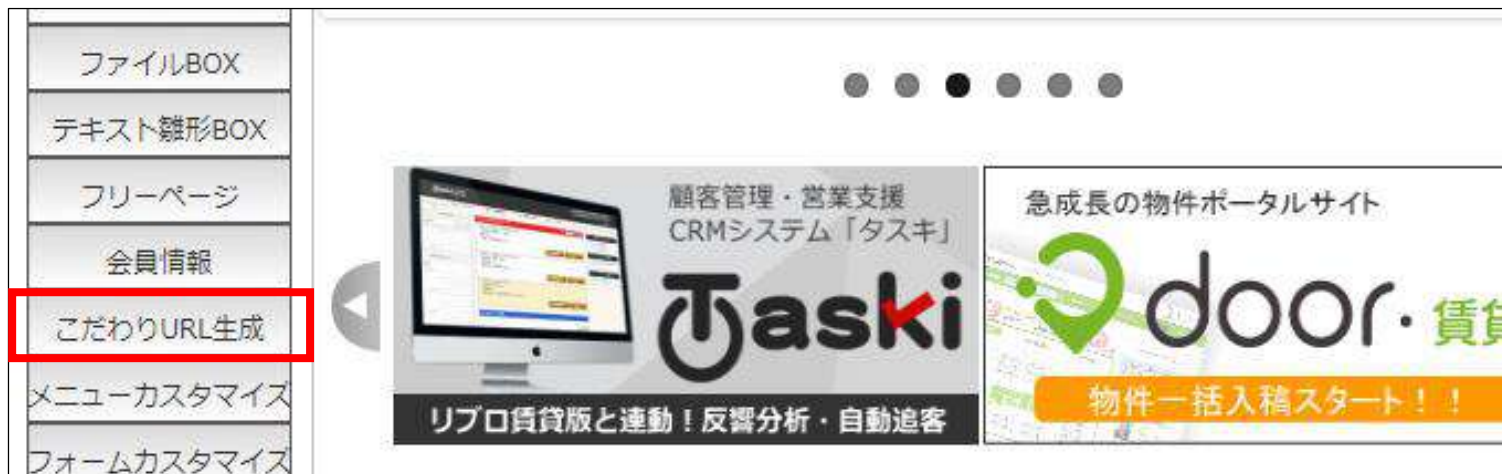 ファイルBOX
テキスト雛形BOX
フリーページ
会員情報
こだわりURL生成
メニューカスタマイズ
フォームカスタマイズ
顧客管理・営業支援
CRMシステム「タスキ」
Taski
リブロ賃貸版と連動！反響分析・自動追客
急成長の物件ポータルサイト
door.賃貸
物件一括入稿スタート！！